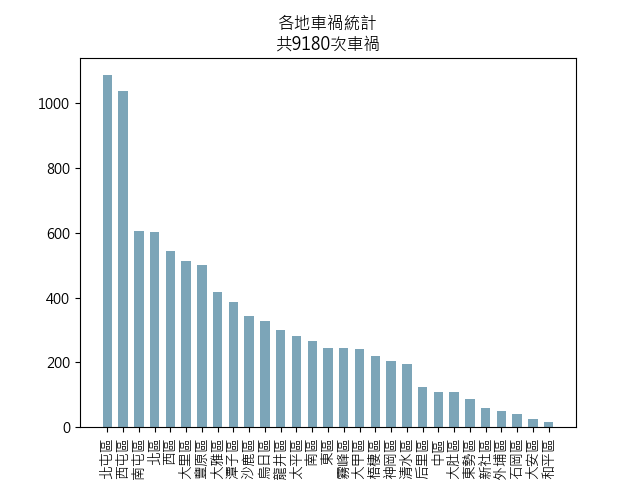 各地車禍統計
共9180次車禍
1000
800
600
400
200
0
北屯區
西屯區
南屯區
北區
西區
大里區
豐原區
大雅區
潭子區
沙鹿區
烏日區
龍井區
太平區
南區
東區
霧峰區
大甲區
梧棲區
神岡區
清水區
后里區
中區
大肚區
東勢區
新社區
外埔區
石岡區
大安區
和平區